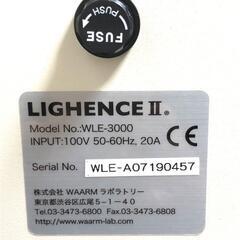 FUSE
PUSH
LIGHENCE II®
Model No.:WLE-3000
INPUT:100V 50-60Hz, 20A CE
Serial No. WLE-A07190457
株式会社 WAARM ラボラトリー
東京都渋谷区広尾5-1-40
Tel.03-3473-6800 Fax.03-3473-8808
www.waarm-lab.com